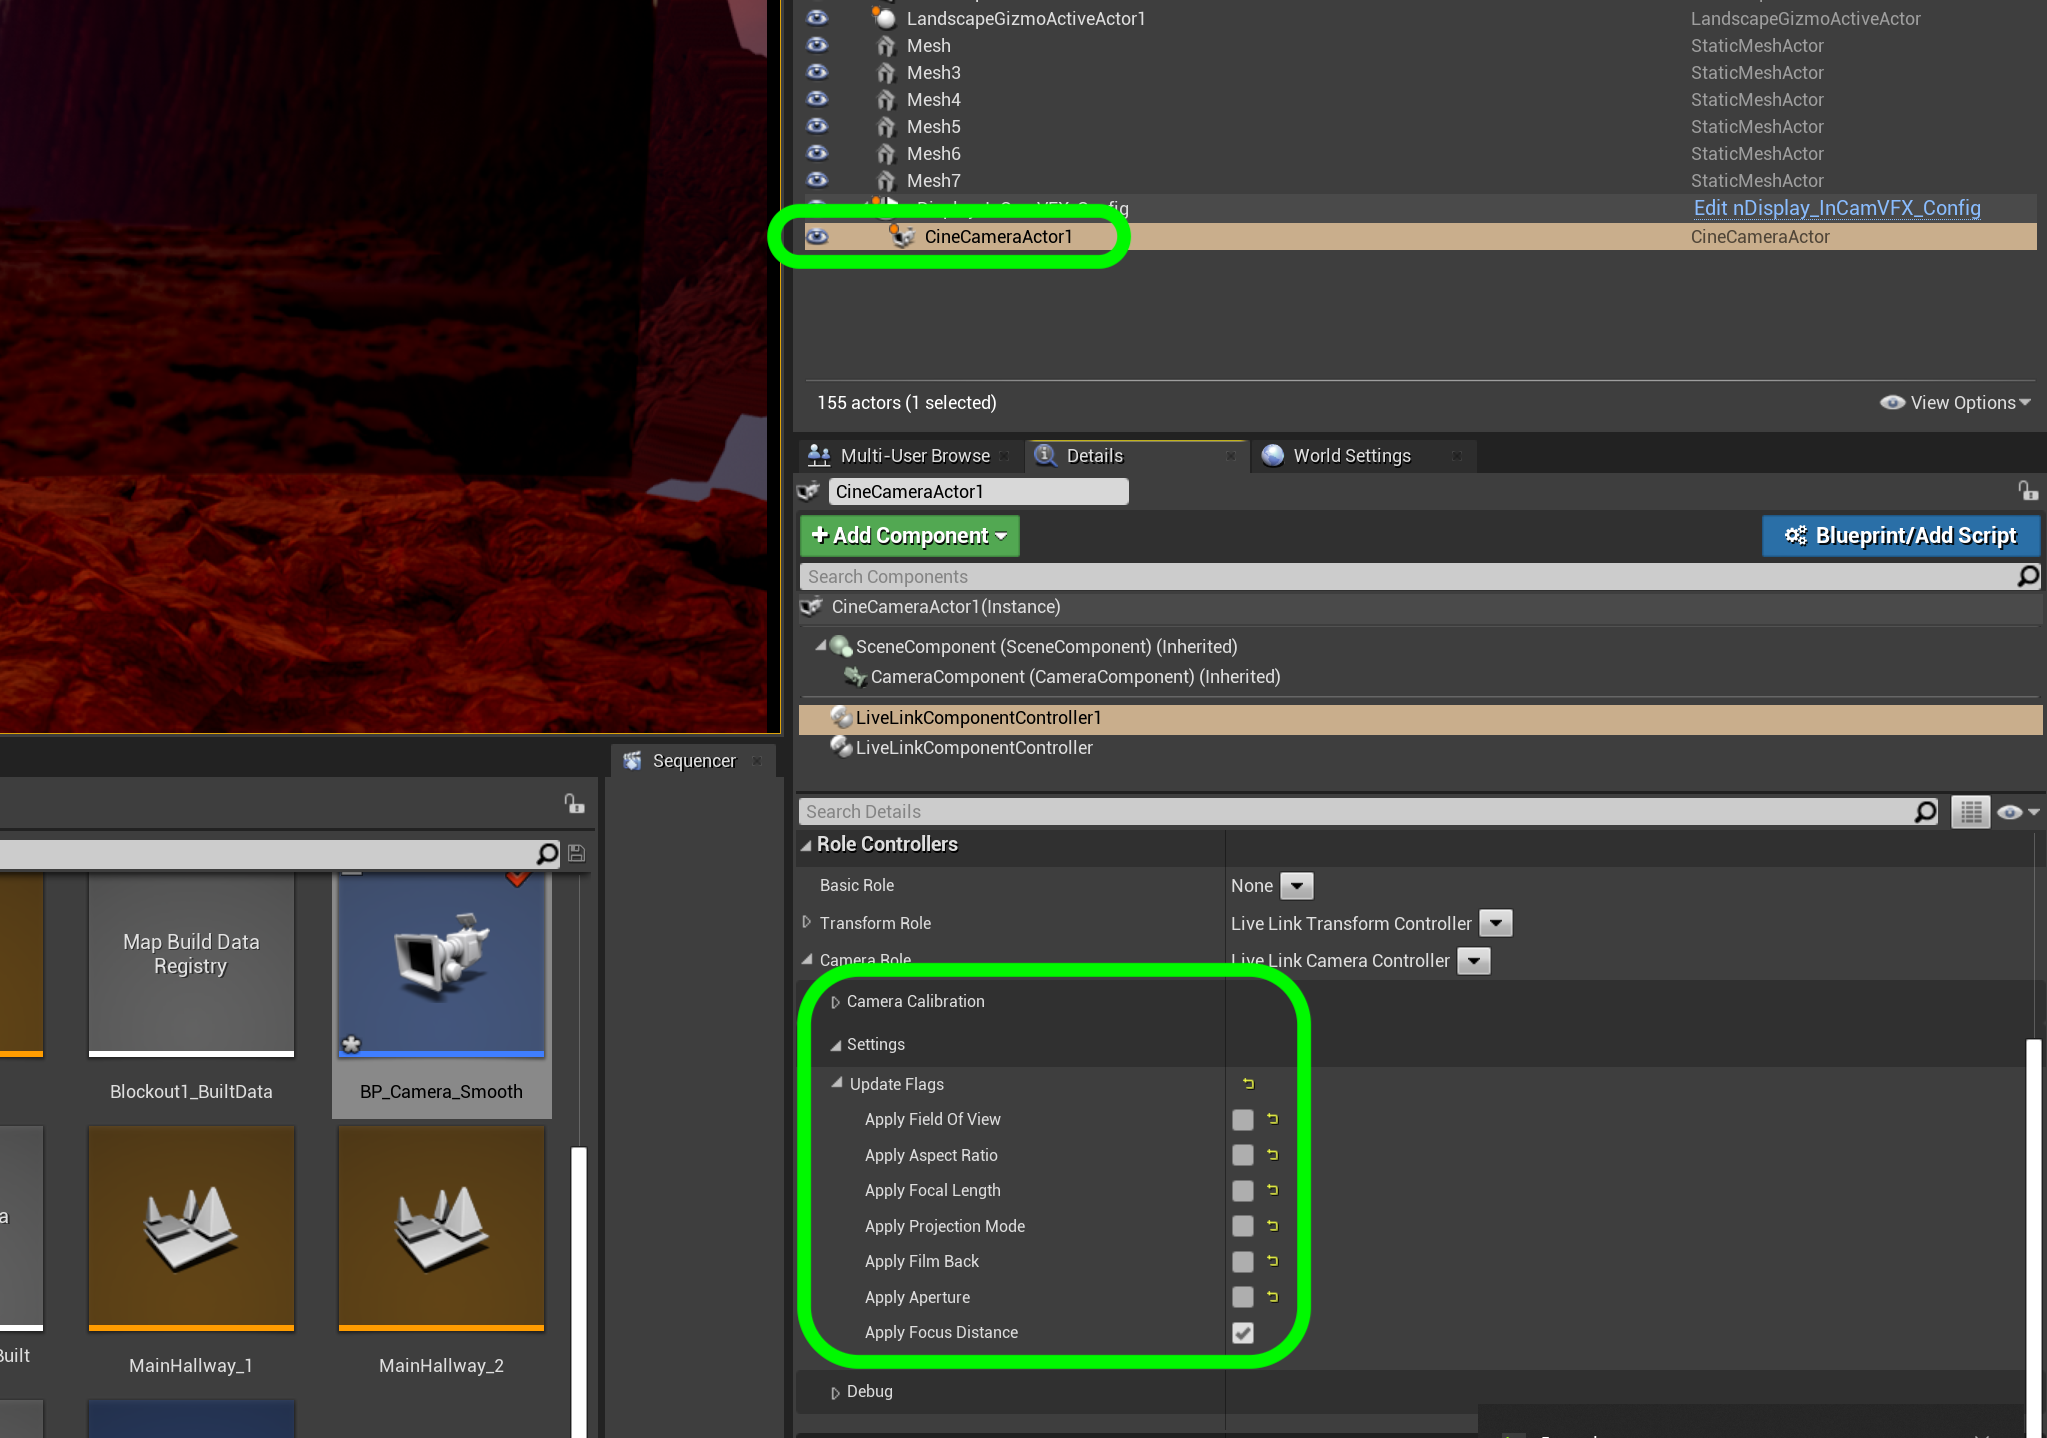 LandscapeGizmoActiveActor1 LandscapeGizmoActiveActor
Mesh StaticMeshActor
Mesh3 StaticMeshActor
Mesh4 StaticMeshActor
Mesh5 StaticMeshActor
Mesh6 StaticMeshActor
Mesh7 StaticMeshActor
Edit nDisplay_InCamVFX_Config
CineCameraActor1 CineCameraActor
155 actors (1 selected) View Options
Multi-User Browse Details World Settings
CineCameraActor1
+ Add Component Blueprint/Add Script
Search Components
CineCameraActor1(Instance)
SceneComponent (SceneComponent) (Inherited)
CameraComponent (CameraComponent) (Inherited)
LiveLinkComponentController1
LiveLinkComponentController
Search Details
Role Controllers
Basic Role None
Transform Role Live Link Transform Controller
Camera Role Live Link Camera Controller
Camera Calibration
Settings
Update Flags
Apply Field Of View
Apply Aspect Ratio
Apply Focal Length
Apply Projection Mode
Apply Film Back
Apply Aperture
Apply Focus Distance
Debug
Sequencer
Map Build Data
Registry
Blockout1_BuiltData
BP_Camera_Smooth
a
Built
MainHallway_1
MainHallway_2